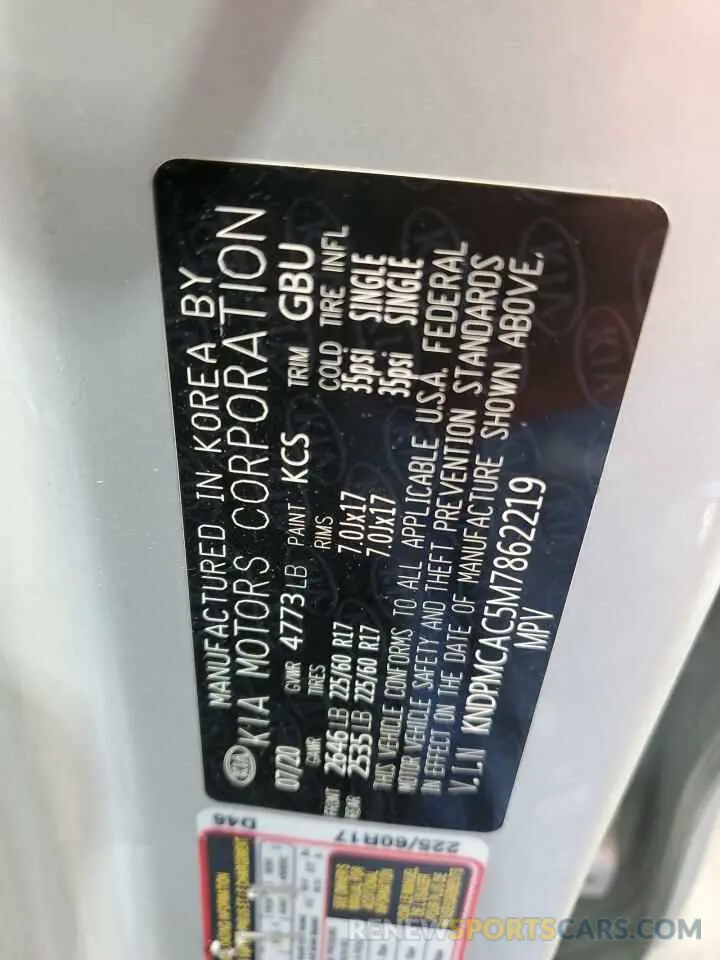 MANUFACTURED IN KOREA BY
KIA KIA MOTORS CORPORATION
07/20 GVWR 4773LB PAINT KCS TRIM GBU
GAWR TIRES RIMS COLD TIRE INFL
FRONT 2646LB 225/60 R17 7.0Jx17 35psi SINGLE
REAR 2535LB 225/60 R17 7.0Jx17 35psi SINGLE
THIS VEHICLE CONFORMS TO ALL APPLICABLE U.S.A. FEDERAL
MOTOR VEHICLE SAFETY AND THEFT PREVENTION STANDARDS
IN EFFECT ON THE DATE OF MANUFACTURE SHOWN ABOVE.
V.I.N KNDPMCAC5M7862219
MPV
D46
225/60R17
RENEWSPORTSCARS.COM